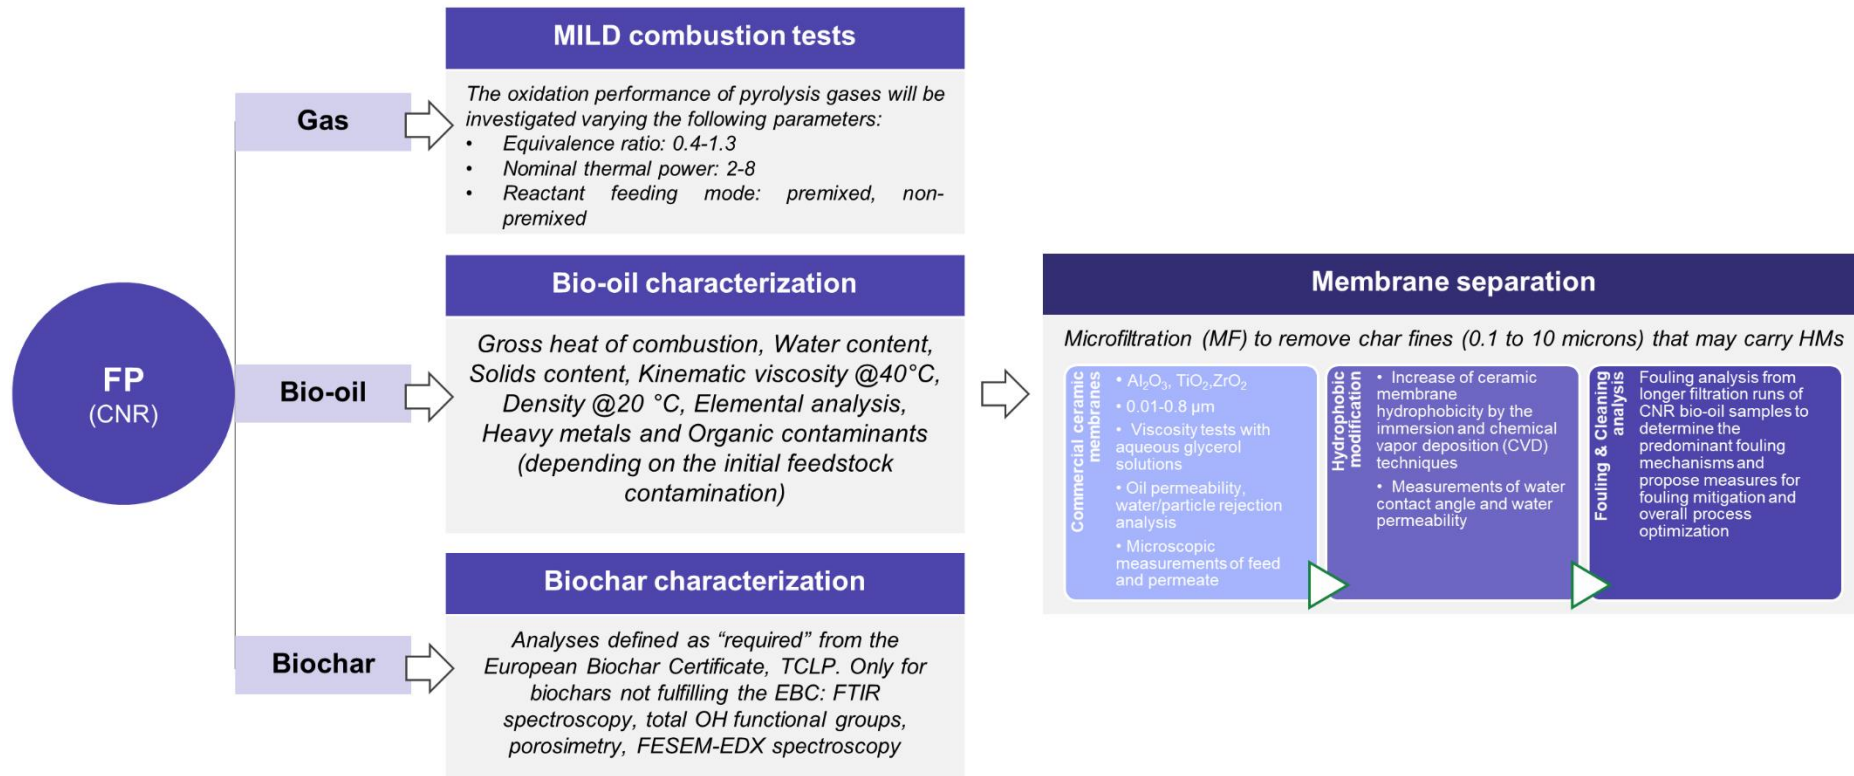 FP
(CNR)
Gas
MILD combustion tests
The oxidation performance of pyrolysis gases will be
investigated varying the following parameters:
• Equivalence ratio: 0.4-1.3
• Nominal thermal power: 2-8
• Reactant feeding mode: premixed, non-
premixed
Bio-oil
Bio-oil characterization
Gross heat of combustion, Water content,
Solids content, Kinematic viscosity @40°C,
Density @20 °C, Elemental analysis,
Heavy metals and Organic contaminants
(depending on the initial feedstock
contamination)
Membrane separation
Microfiltration (MF) to remove char fines (0.1 to 10 microns) that may carry HMs
Commercial ceramic
membranes
• Al₂O₃, TiO₂,ZrO₂
• 0.01-0.8 µm
• Viscosity tests with
aqueous glycerol
solutions
• Oil permeability,
water/particle rejection
analysis
• Microscopic
measurements of feed
and permeate
Hydrophobic
modification
• Increase of ceramic
membrane
hydrophobicity by the
immersion and chemical
vapor deposition (CVD)
techniques
• Measurements of water
contact angle and water
permeability
Fouling & Cleaning
analysis
Fouling analysis from
longer filtration runs of
CNR bio-oil samples to
determine the
predominant fouling
mechanisms and
propose measures for
fouling mitigation and
overall process
optimization
Biochar
Biochar characterization
Analyses defined as “required” from the
European Biochar Certificate, TCLP. Only for
biochars not fulfilling the EBC: FTIR
spectroscopy, total OH functional groups,
porosimetry, FESEM-EDX spectroscopy